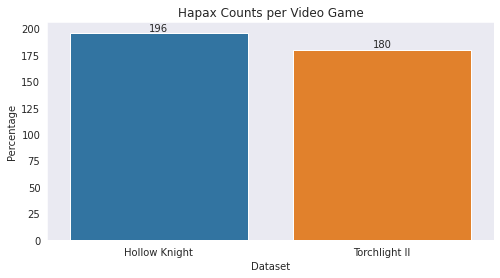 Hapax Counts per Video Game
196
180
200
175
150
125
100
75
50
25
0
Percentage
Hollow Knight
Torchlight II
Dataset